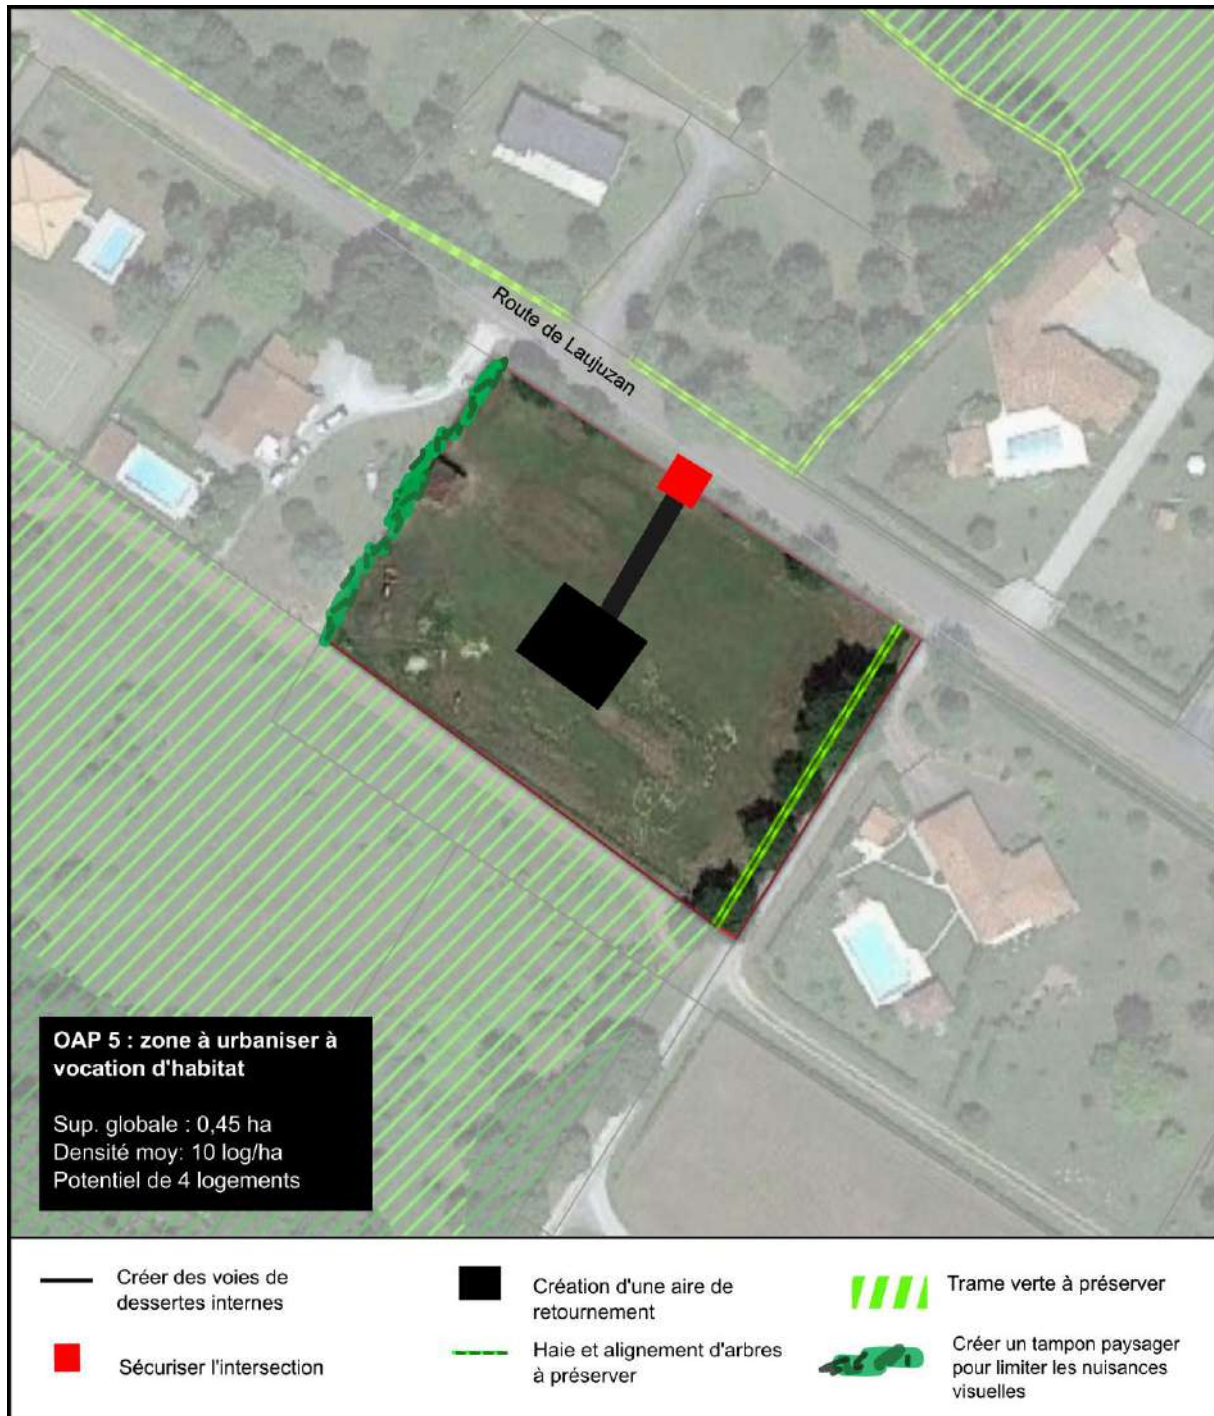 Route de Laujuzan
OAP 5 : zone à urbaniser à
vocation d'habitat
Sup. globale : 0,45 ha
Densité moy: 10 log/ha
Potentiel de 4 logements
Créer des voies de
dessertes internes
Création d'une aire de
retournement
Trame verte à préserver
Sécuriser l'intersection
Haie et alignement d'arbres
à préserver
Créer un tampon paysager
pour limiter les nuisances
visuelles